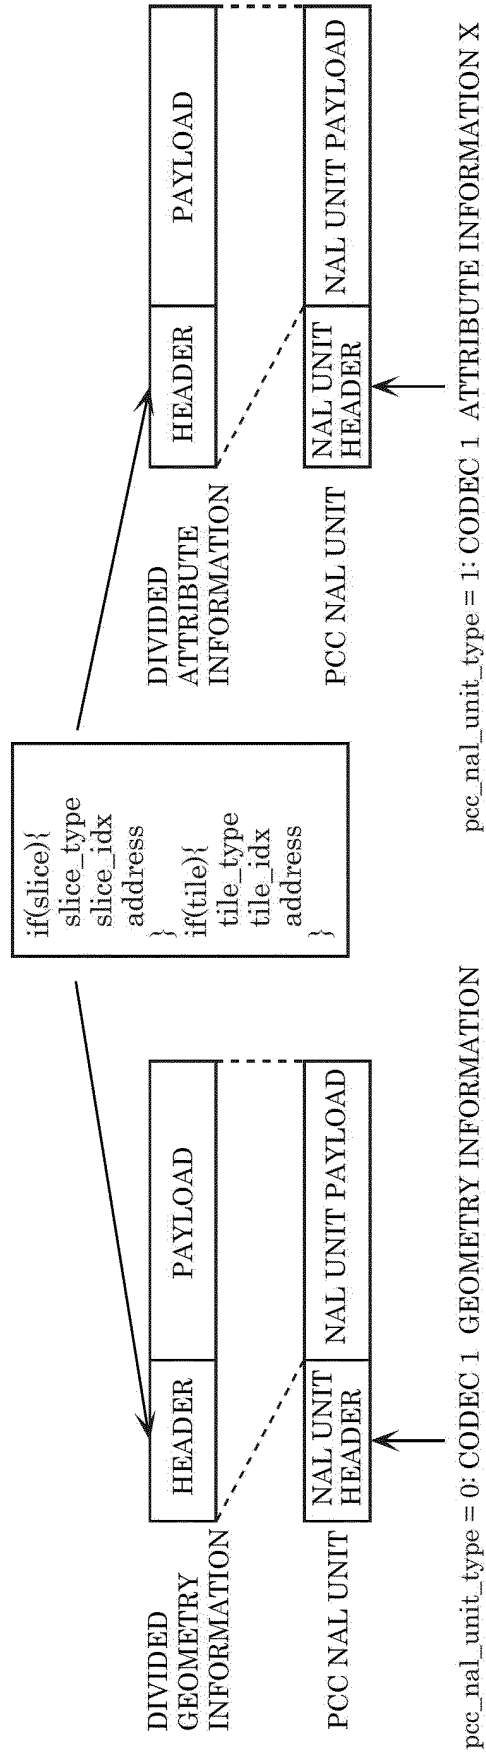 if(slice){
slice_type
slice_idx
address
}
if(tile){
tile_type
tile_idx
address
}
DIVIDED
GEOMETRY
INFORMATION
HEADER
PAYLOAD
PCC NAL UNIT
NAL UNIT
HEADER
NAL UNIT PAYLOAD
pcc_nal_unit_type = 0: CODEC 1 GEOMETRY INFORMATION
DIVIDED
ATTRIBUTE
INFORMATION
HEADER
PAYLOAD
PCC NAL UNIT
NAL UNIT
HEADER
NAL UNIT PAYLOAD
pcc_nal_unit_type = 1: CODEC 1 ATTRIBUTE INFORMATION X